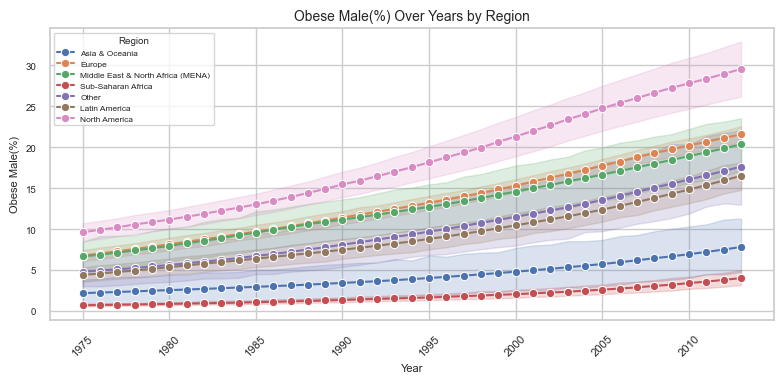 Obese Male(%) Over Years by Region
Region
Asia & Oceania
Europe
Middle East & North Africa (MENA)
Sub-Saharan Africa
Other
Latin America
North America
Obese Male(%)
30
25
20
15
10
5
0
1975
1980
1985
1990
1995
2000
2005
2010
Year